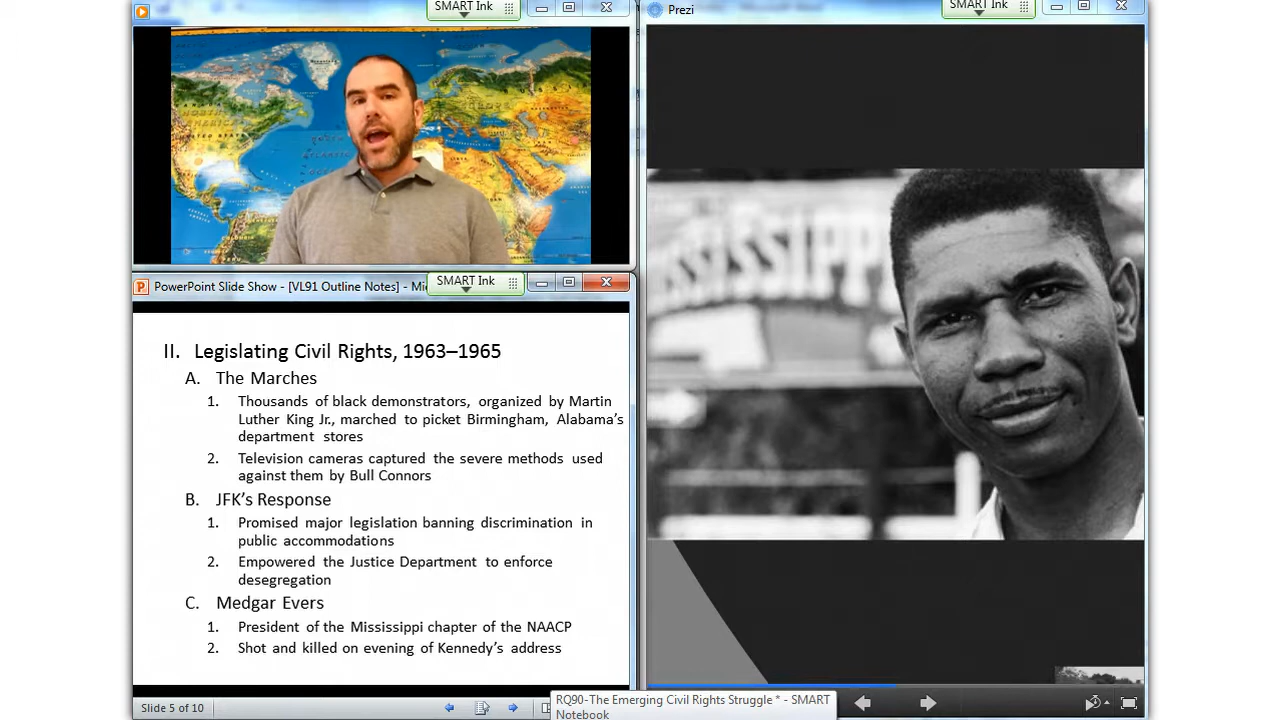 SMART Ink
Prezi
SMART Ink
MISSISSIPPI
PowerPoint Slide Show - [VL91 Outline Notes] - Mi
SMART Ink
II. Legislating Civil Rights, 1963–1965
A. The Marches
1. Thousands of black demonstrators, organized by Martin
Luther King Jr., marched to picket Birmingham, Alabama's
department stores
2. Television cameras captured the severe methods used
against them by Bull Connors
B. JFK's Response
1. Promised major legislation banning discrimination in
public accommodations
2. Empowered the Justice Department to enforce
desegregation
C. Medgar Evers
1. President of the Mississippi chapter of the NAACP
2. Shot and killed on evening of Kennedy's address
Slide 5 of 10
RQ90-The Emerging Civil Rights Struggle * - SMART
Notebook